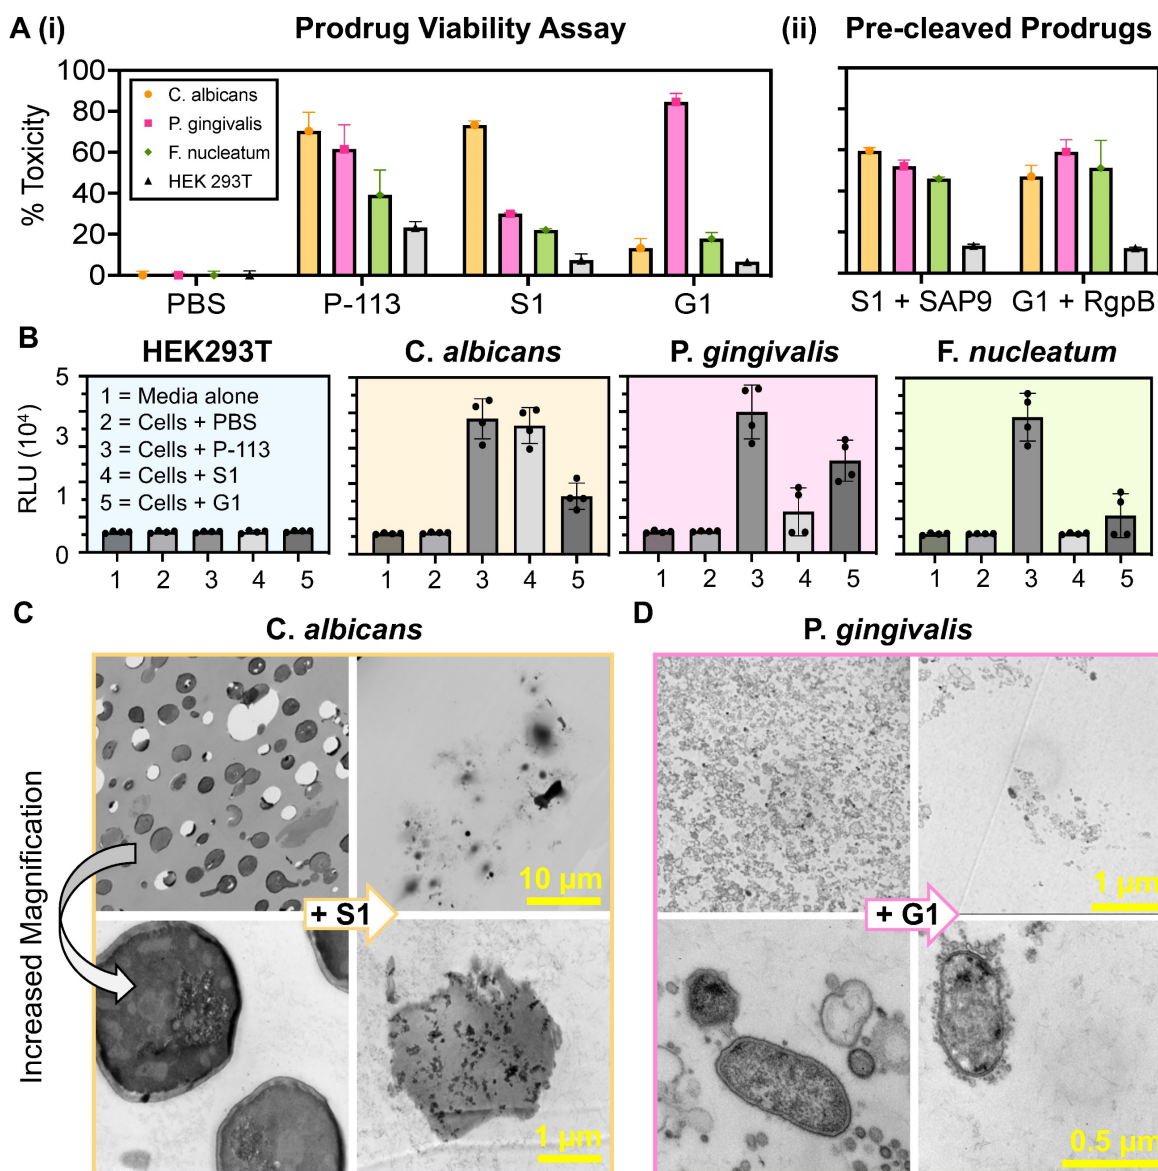 A (i) Prodrug Viability Assay
(ii) Pre-cleaved Prodrugs
% Toxicity
100
80
60
40
20
0
C. albicans
P. gingivalis
F. nucleatum
HEK 293T
PBS P-113 S1 G1
S1 + SAP9 G1 + RgpB
B
HEK293T C. albicans P. gingivalis F. nucleatum
RLU (10⁴)
5
3
1
0
1 = Media alone
2 = Cells + PBS
3 = Cells + P-113
4 = Cells + S1
5 = Cells + G1
1 2 3 4 5
1 2 3 4 5
1 2 3 4 5
1 2 3 4 5
C
C. albicans
Increased Magnification
10 µm
+ S1
1 µm
D
P. gingivalis
1 µm
+ G1
0.5 µm